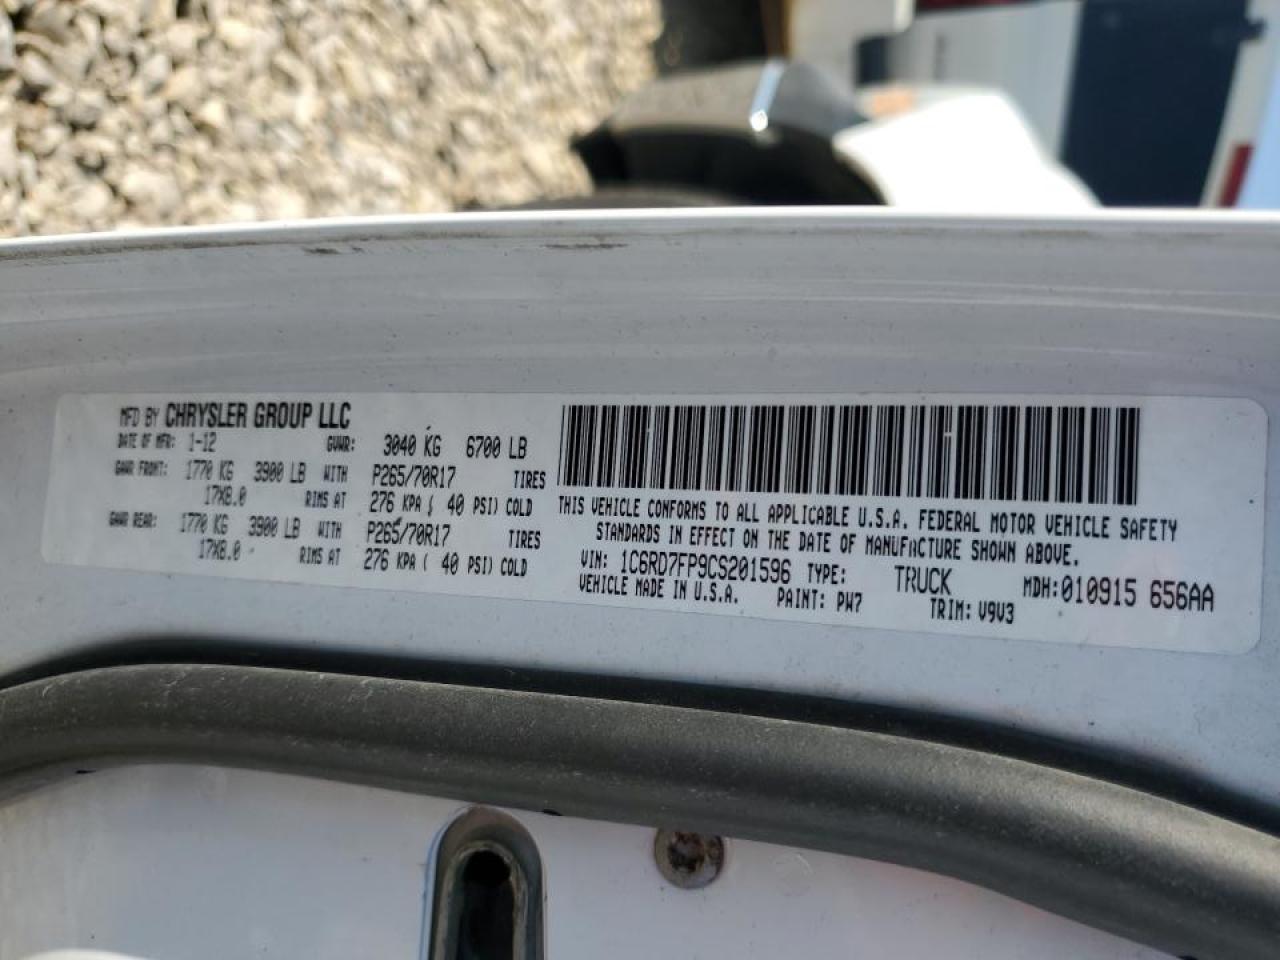 MFD BY CHRYSLER GROUP LLC
DATE OF MFR: 1-12 GVWR: 3040 KG 6700 LB
GAWR FRONT: 1770 KG 3900 LB WITH P265/70R17 TIRES
17X8.0 RIMS AT 276 KPA ( 40 PSI) COLD
GAWR REAR: 1770 KG 3900 LB WITH P265/70R17 TIRES
17X8.0 RIMS AT 276 KPA ( 40 PSI) COLD
THIS VEHICLE CONFORMS TO ALL APPLICABLE U.S.A. FEDERAL MOTOR VEHICLE SAFETY
STANDARDS IN EFFECT ON THE DATE OF MANUFACTURE SHOWN ABOVE.
VIN: 1C6RD7FP9CS201596 TYPE: TRUCK MDH:010915 656AA
VEHICLE MADE IN U.S.A. PAINT: PW7 TRIM: V9V3